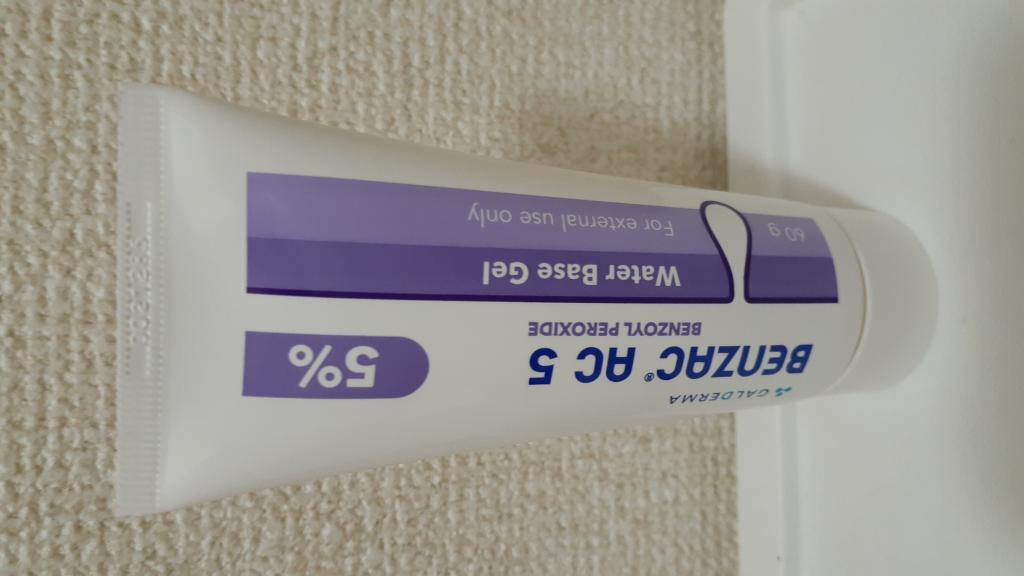 GALDERMA
BENZAC® AC 5
BENZOYL PEROXIDE
5%
Water Base Gel
For external use only
60 g